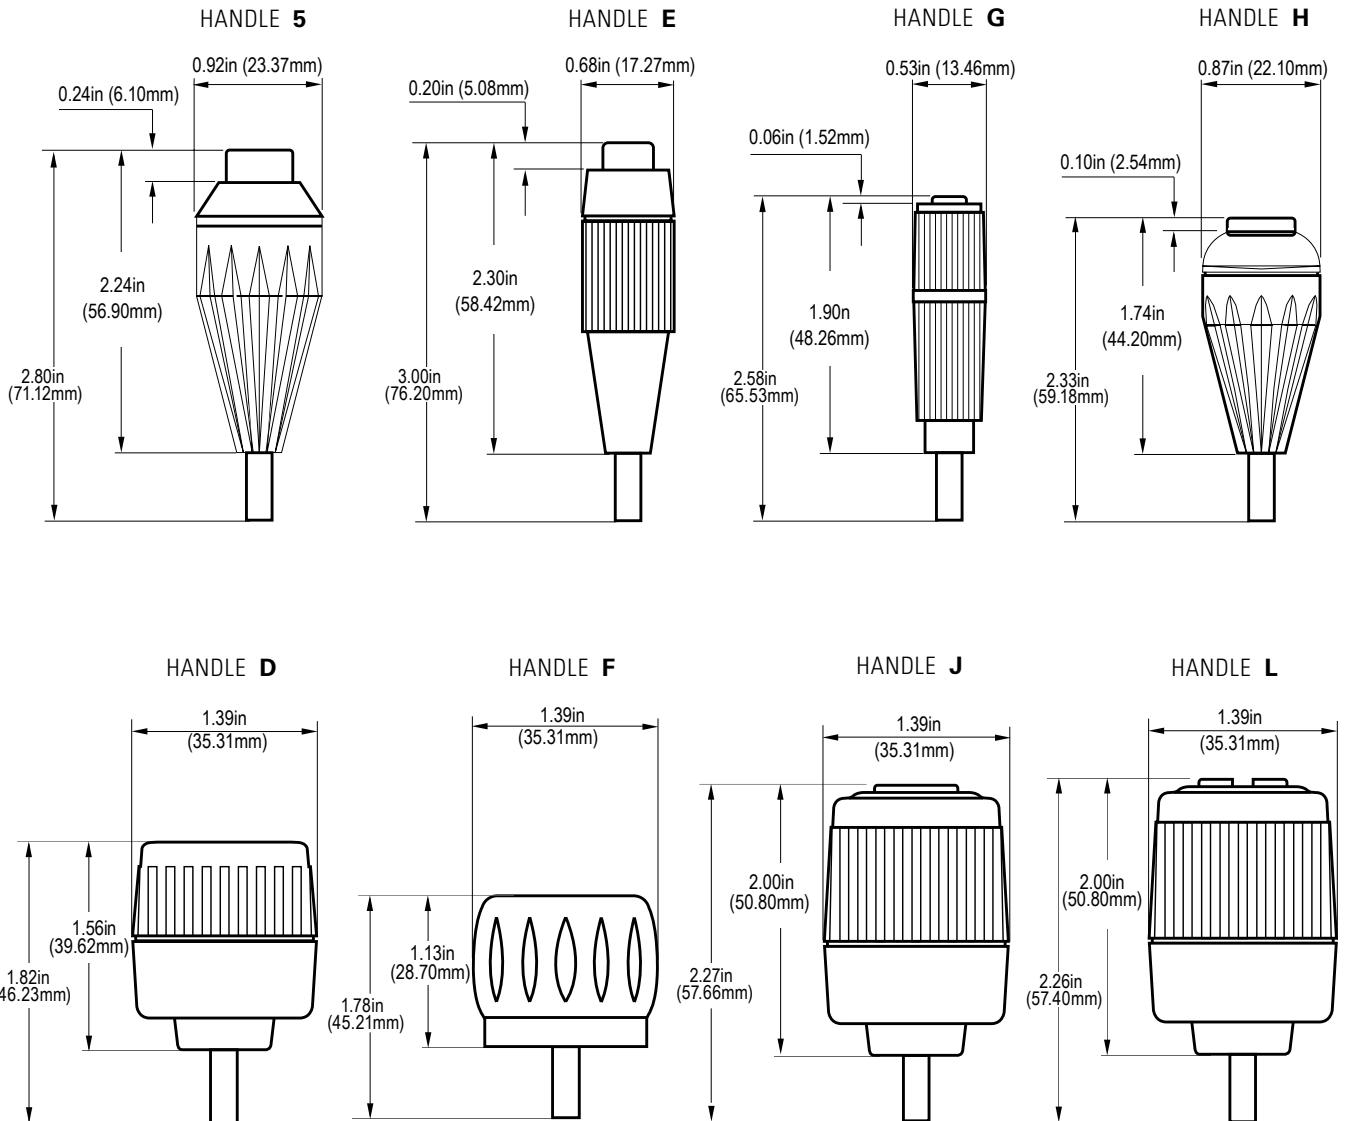 HANDLE 5
0.92in (23.37mm)
0.24in (6.10mm)
2.24in
(56.90mm)
2.80in
(71.12mm)
HANDLE E
0.68in (17.27mm)
0.20in (5.08mm)
2.30in
(58.42mm)
3.00in
(76.20mm)
HANDLE G
0.53in (13.46mm)
0.06in (1.52mm)
1.90in
(48.26mm)
2.58in
(65.53mm)
HANDLE H
0.87in (22.10mm)
0.10in (2.54mm)
1.74in
(44.20mm)
2.33in
(59.18mm)
HANDLE D
1.39in
(35.31mm)
1.56in
(39.62mm)
1.82in
46.23mm)
HANDLE F
1.39in
(35.31mm)
1.13in
(28.70mm)
1.78in
(45.21mm)
HANDLE J
1.39in
(35.31mm)
2.00in
(50.80mm)
2.27in
(57.66mm)
HANDLE L
1.39in
(35.31mm)
2.00in
(50.80mm)
2.26in
(57.40mm)